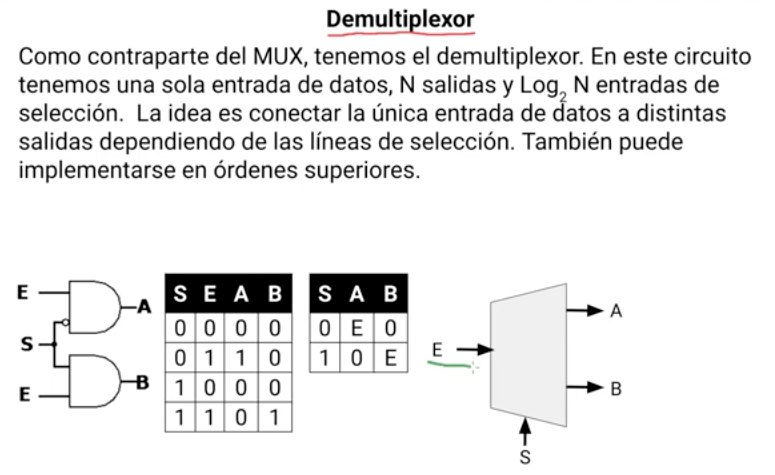 Demultiplexor
Como contraparte del MUX, tenemos el demultiplexor. En este circuito
tenemos una sola entrada de datos, N salidas y Log₂ N entradas de
selección. La idea es conectar la única entrada de datos a distintas
salidas dependiendo de las líneas de selección. También puede
implementarse en órdenes superiores.
E
A
S
B
E
S E A B
0 0 0 0
0 1 1 0
1 0 0 0
1 1 0 1
S A B
0 E 0
1 0 E
E
A
B
S